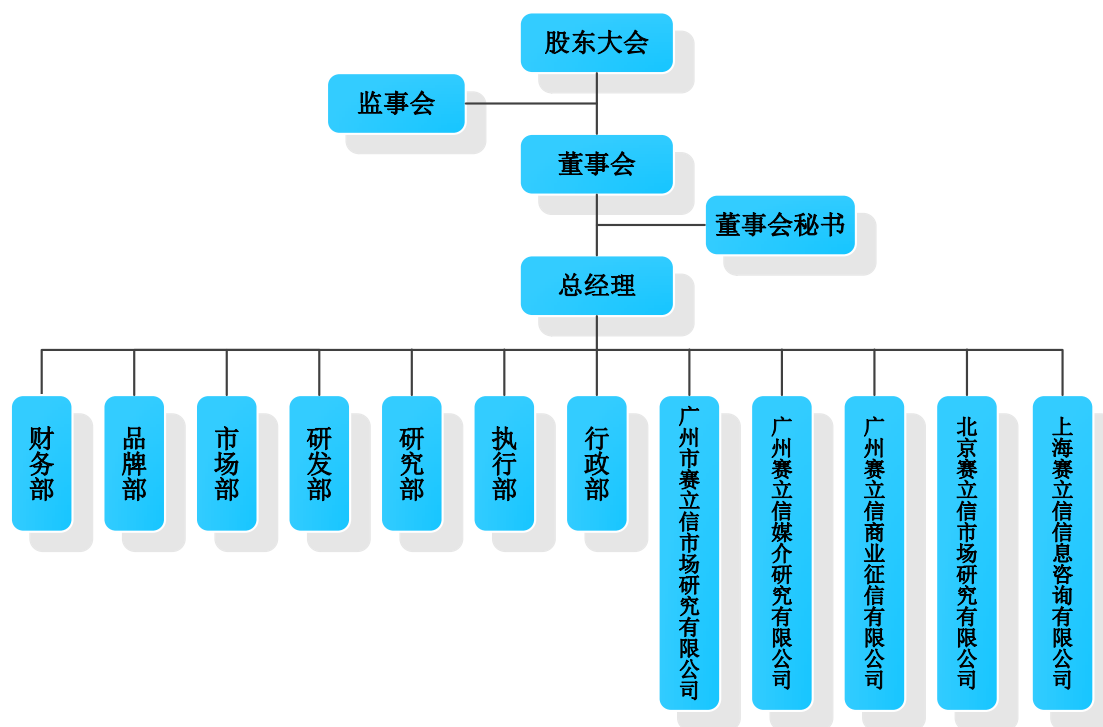 股东大会
监事会
董事会
董事会秘书
总经理
财务部
品牌部
市场部
研发部
研究部
执行部
行政部
广州市赛立信市场研究有限公司
广州赛立信媒介研究有限公司
广州赛立信商业征信有限公司
北京赛立信市场研究有限公司
上海赛立信信息咨询有限公司